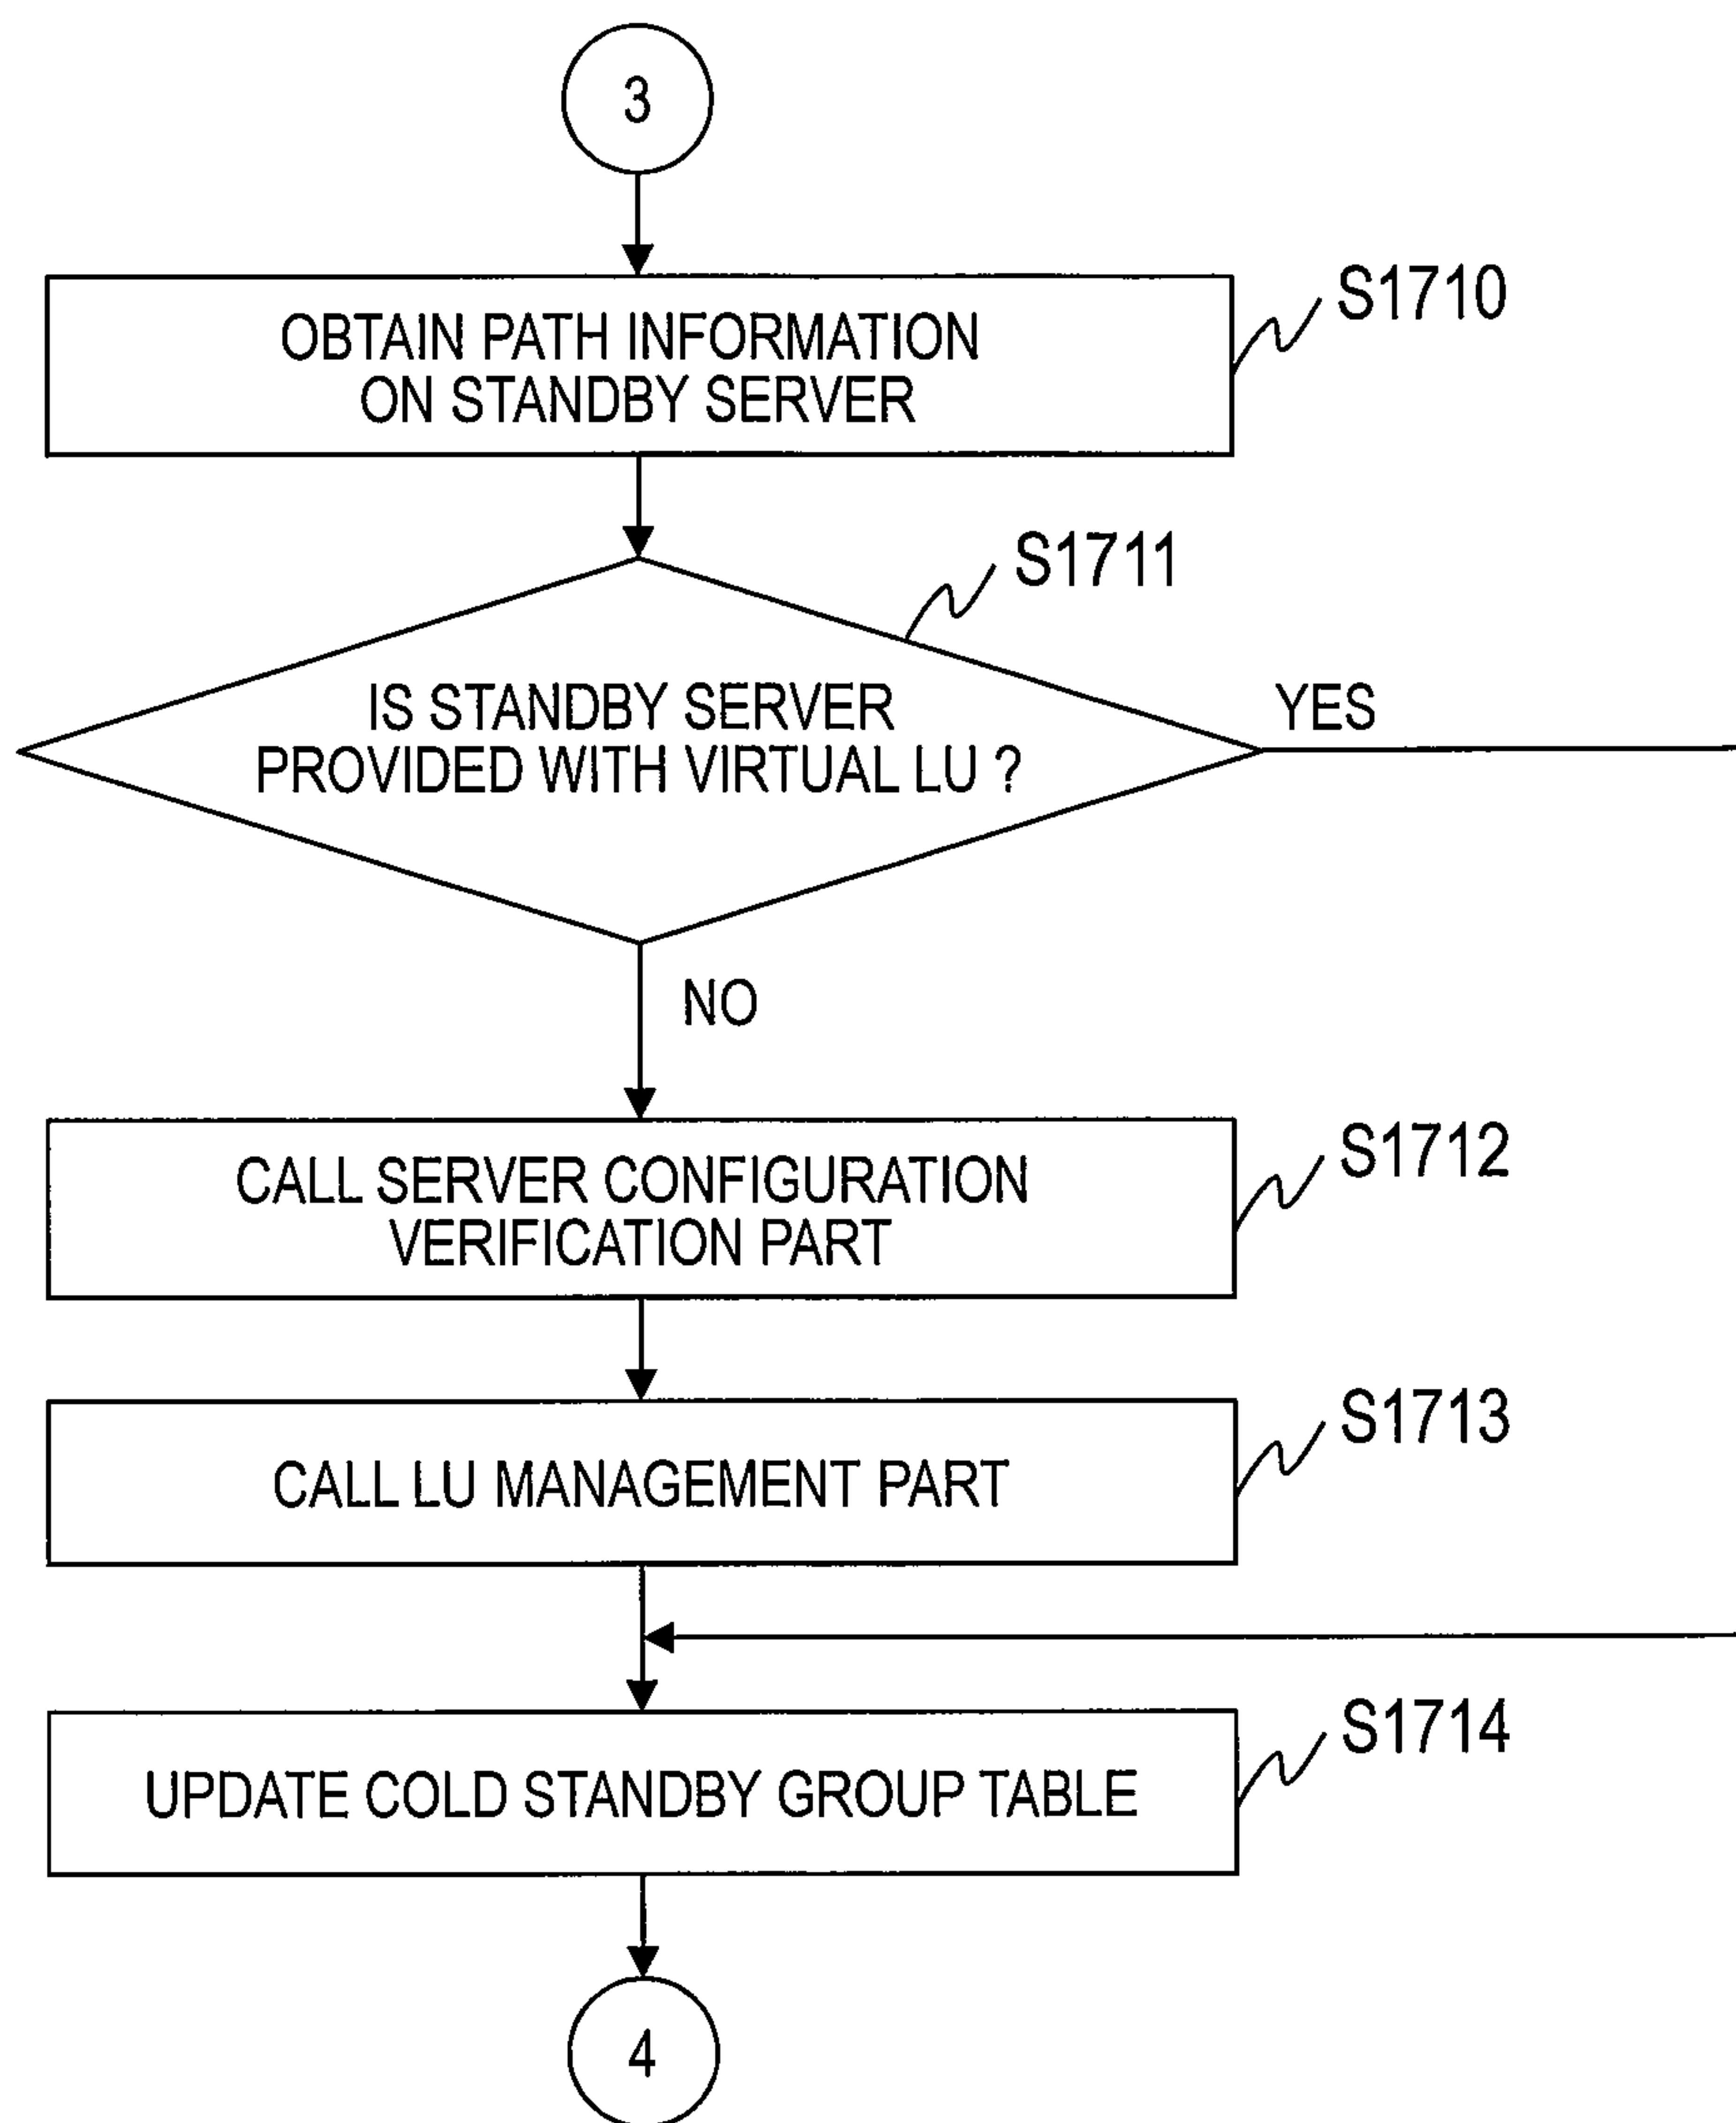 3
OBTAIN PATH INFORMATION
ON STANDBY SERVER
S1710
S1711
IS STANDBY SERVER
PROVIDED WITH VIRTUAL LU ?
YES
NO
CALL SERVER CONFIGURATION
VERIFICATION PART
S1712
CALL LU MANAGEMENT PART
S1713
UPDATE COLD STANDBY GROUP TABLE
S1714
4